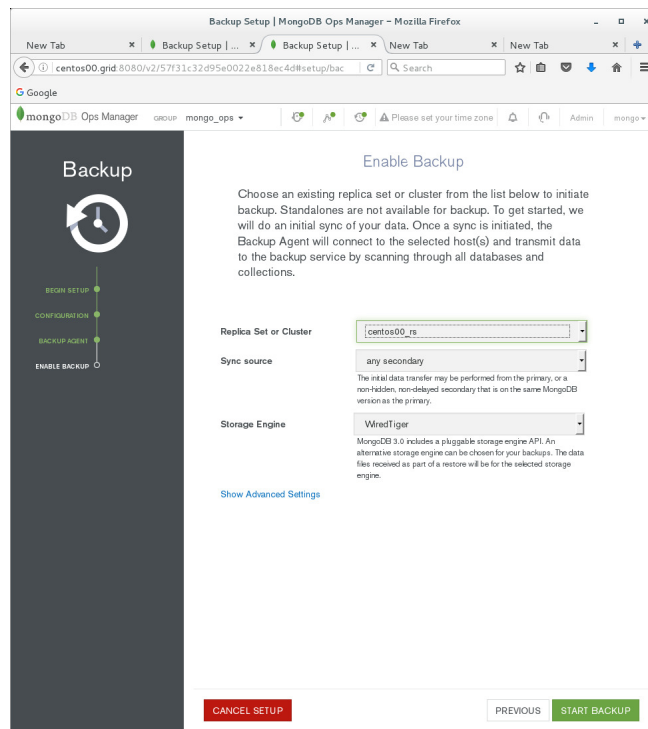 Backup Setup | MongoDB Ops Manager – Mozilla Firefox
New Tab × Backup Setup | ... × Backup Setup | ... × New Tab × New Tab ×
centos00.grid:8080/v2/57f31c32d95e0022e818ec4d#setup/bac Search
Google
mongoDB Ops Manager GROUP mongo_ops Please set your time zone Admin mongo
Backup
BEGIN SETUP
CONFIGURATION
BACKUP AGENT
ENABLE BACKUP
Enable Backup
Choose an existing replica set or cluster from the list below to initiate
backup. Standalones are not available for backup. To get started, we
will do an initial sync of your data. Once a sync is initiated, the
Backup Agent will connect to the selected host(s) and transmit data
to the backup service by scanning through all databases and
collections.
Replica Set or Cluster centos00_rs
Sync source any secondary
The initial data transfer may be performed from the primary, or a
non-hidden, non-delayed secondary that is on the same MongoDB
version as the primary.
Storage Engine WiredTiger
MongoDB 3.0 includes a pluggable storage engine API. An
alternative storage engine can be chosen for your backups. The data
files received as part of a restore will be for the selected storage
engine.
Show Advanced Settings
CANCEL SETUP PREVIOUS START BACKUP